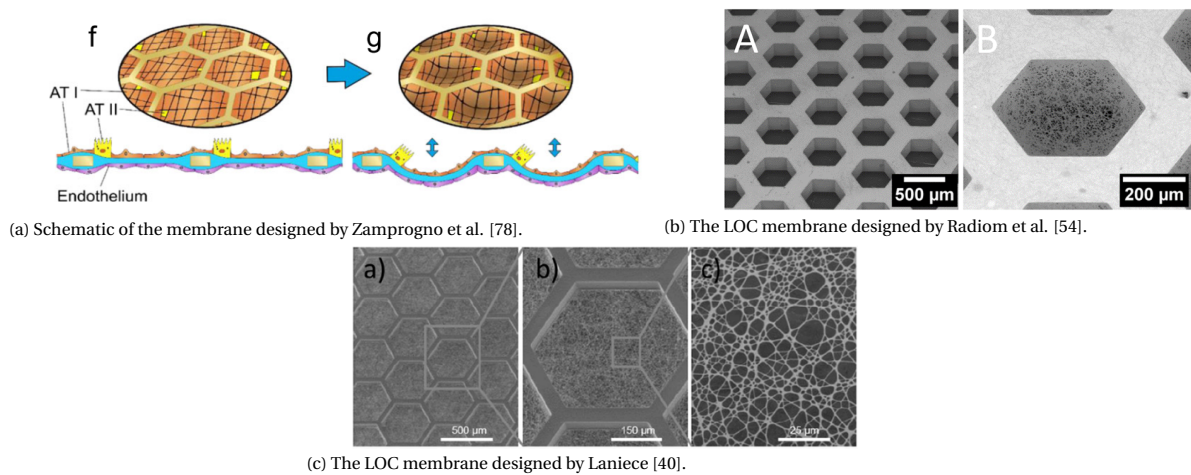 f
g
AT I
AT II
Endothelium
(a) Schematic of the membrane designed by Zamprogno et al. [78].
A
500 µm
B
200 µm
(b) The LOC membrane designed by Radiom et al. [54].
a)
500 µm
b)
150 µm
c)
25 µm
(c) The LOC membrane designed by Laniece [40].